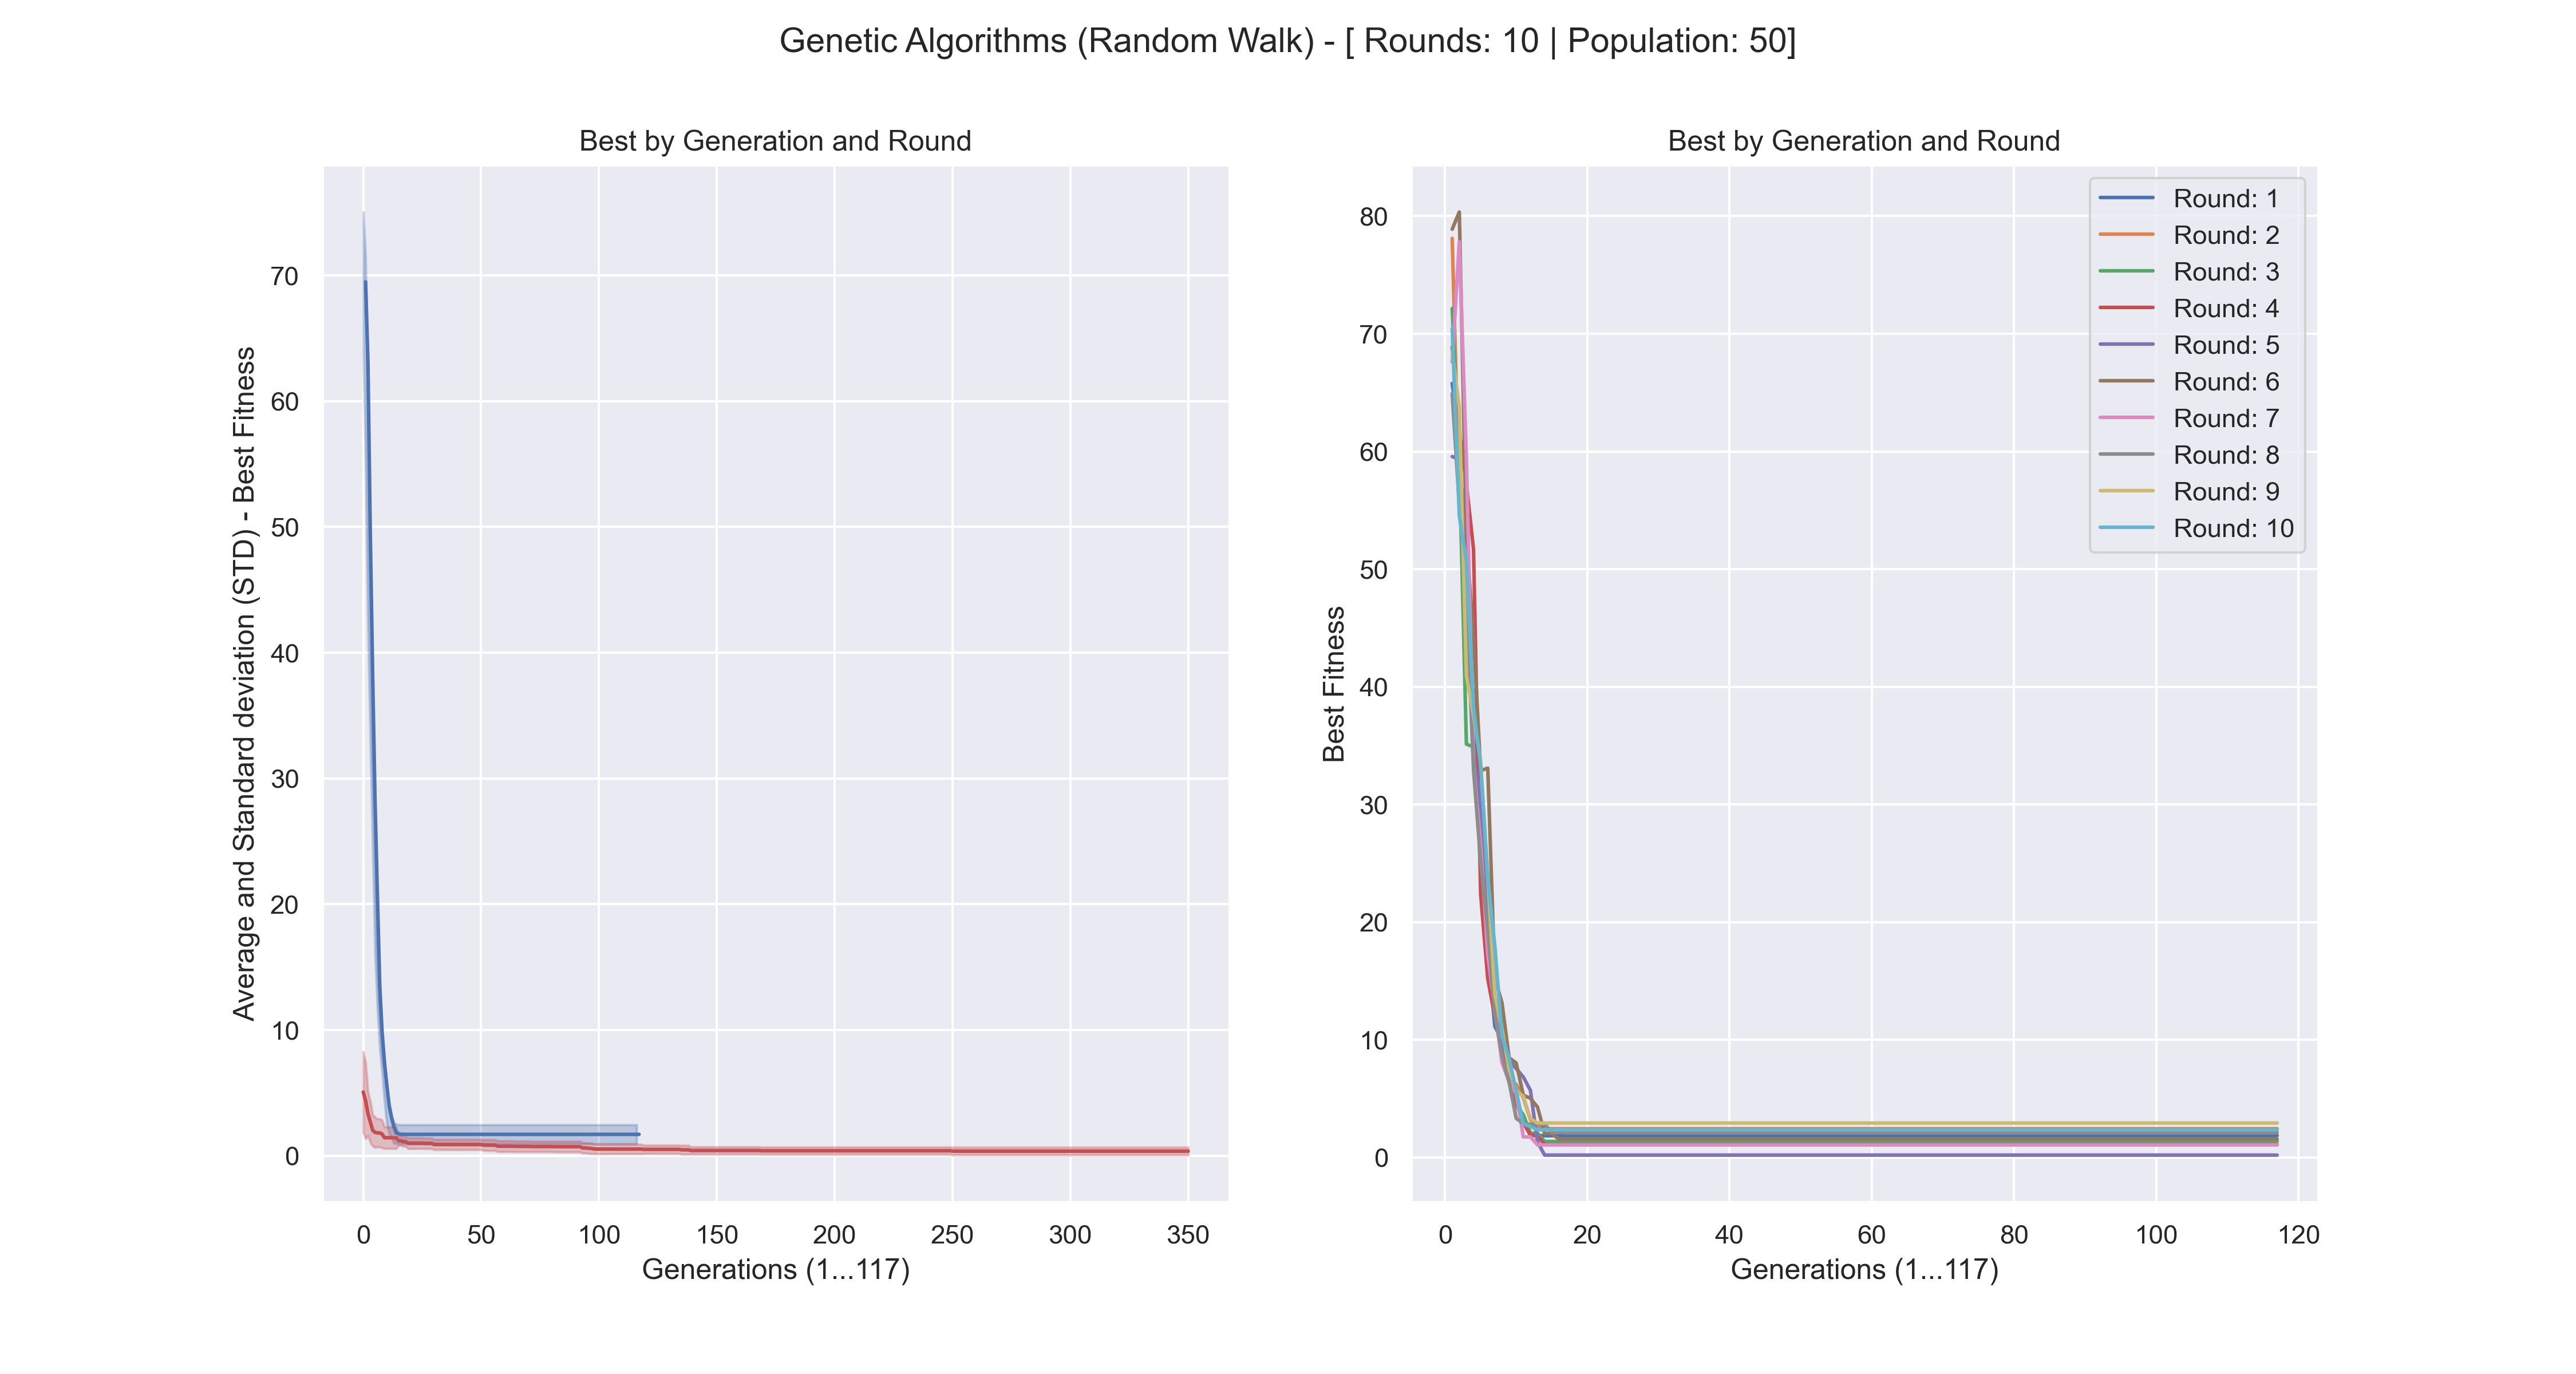 Genetic Algorithms (Random Walk) - [ Rounds: 10 | Population: 50]
Best by Generation and Round
Average and Standard deviation (STD) - Best Fitness
70
60
50
40
30
20
10
0
0 50 100 150 200 250 300 350
Generations (1...117)
Best by Generation and Round
Best Fitness
80
70
60
50
40
30
20
10
0
0 20 40 60 80 100 120
Generations (1...117)
Round: 1
Round: 2
Round: 3
Round: 4
Round: 5
Round: 6
Round: 7
Round: 8
Round: 9
Round: 10